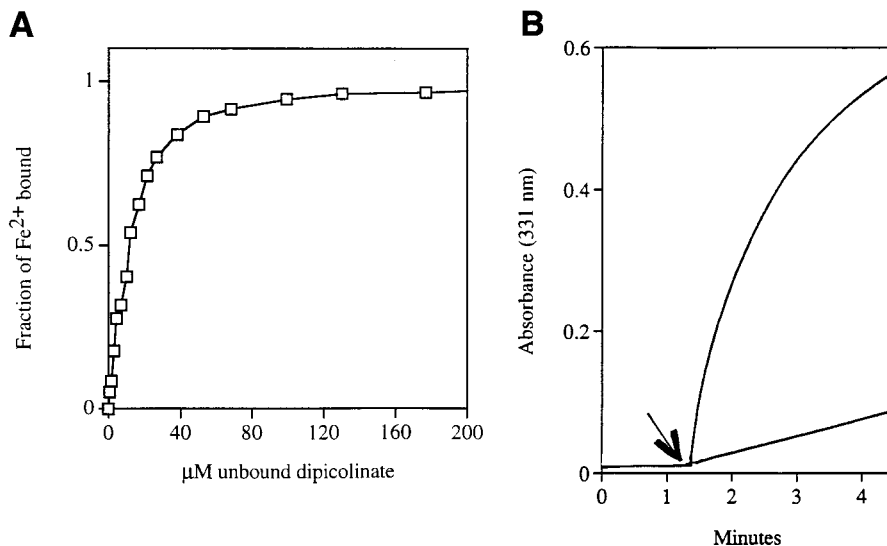 A
Fraction of Fe2+ bound
1
0.5
0
0 40 80 120 160 200
μM unbound dipicolinate
B
Absorbance (331 nm)
0.6
0.4
0.2
0
0 1 2 3 4
Minutes